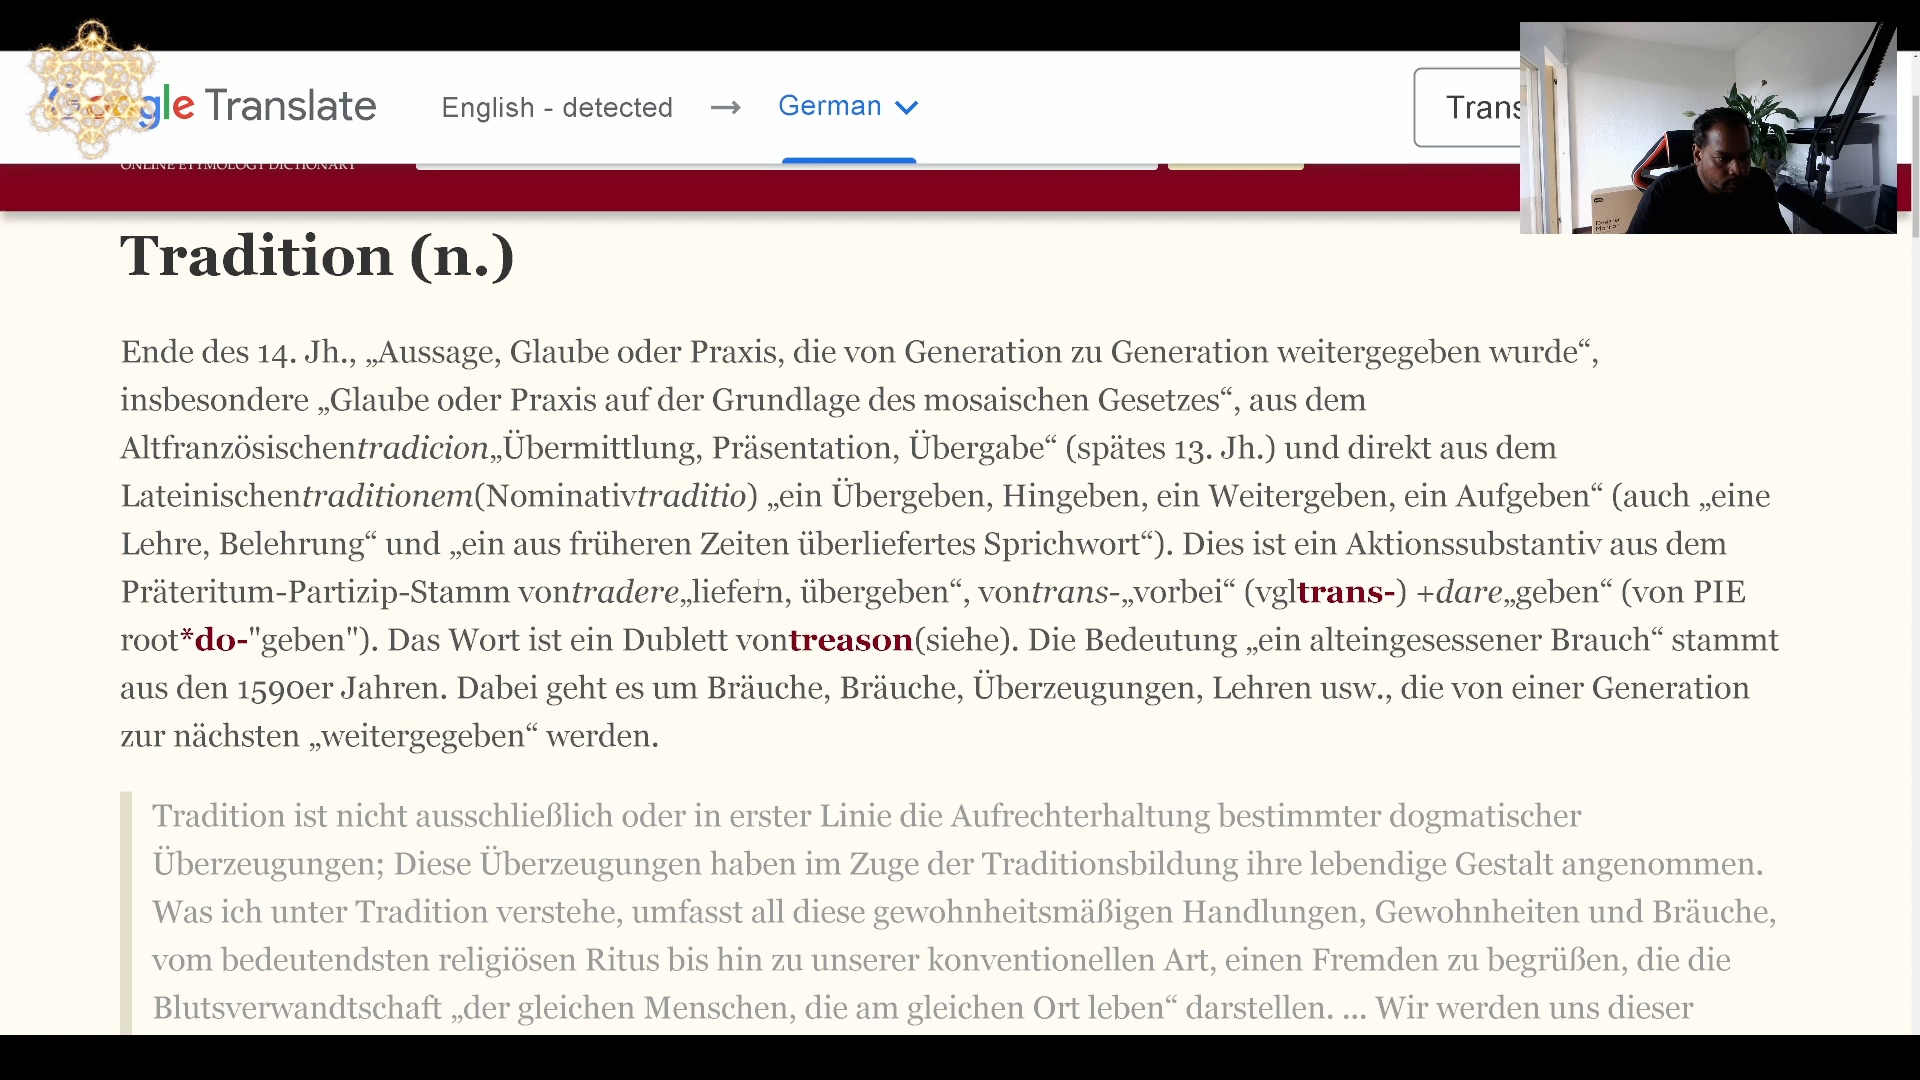 Google Translate
English - detected → German
Trans
ONLINE ETYMOLOGY DICTIONARY
Tradition (n.)
Ende des 14. Jh., „Aussage, Glaube oder Praxis, die von Generation zu Generation weitergegeben wurde“,
insbesondere „Glaube oder Praxis auf der Grundlage des mosaischen Gesetzes“, aus dem
Altfranzösischentradicion„Übermittlung, Präsentation, Übergabe“ (spätes 13. Jh.) und direkt aus dem
Lateinischentraditionem(Nominativtraditio) „ein Übergeben, Hingeben, ein Weitergeben, ein Aufgeben“ (auch „eine
Lehre, Belehrung“ und „ein aus früheren Zeiten überliefertes Sprichwort“). Dies ist ein Aktionssubstantiv aus dem
Präteritum-Partizip-Stamm vontradere„liefern, übergeben“, vontrans-„vorbei“ (vgltrans-) +dare„geben“ (von PIE
root*do-"geben"). Das Wort ist ein Dublett vontreason(siehe). Die Bedeutung „ein alteingesessener Brauch“ stammt
aus den 1590er Jahren. Dabei geht es um Bräuche, Bräuche, Überzeugungen, Lehren usw., die von einer Generation
zur nächsten „weitergegeben“ werden.
Tradition ist nicht ausschließlich oder in erster Linie die Aufrechterhaltung bestimmter dogmatischer
Überzeugungen; Diese Überzeugungen haben im Zuge der Traditionsbildung ihre lebendige Gestalt angenommen.
Was ich unter Tradition verstehe, umfasst all diese gewohnheitsmäßigen Handlungen, Gewohnheiten und Bräuche,
vom bedeutendsten religiösen Ritus bis hin zu unserer konventionellen Art, einen Fremden zu begrüßen, die die
Blutsverwandtschaft „der gleichen Menschen, die am gleichen Ort leben“ darstellen. ... Wir werden uns dieser